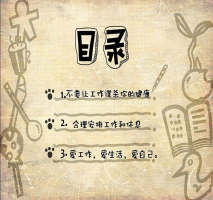 目录
1.不要让工作谋杀你的健康
2. 合理安排工作和休息
3.爱工作，爱生活，爱自己。